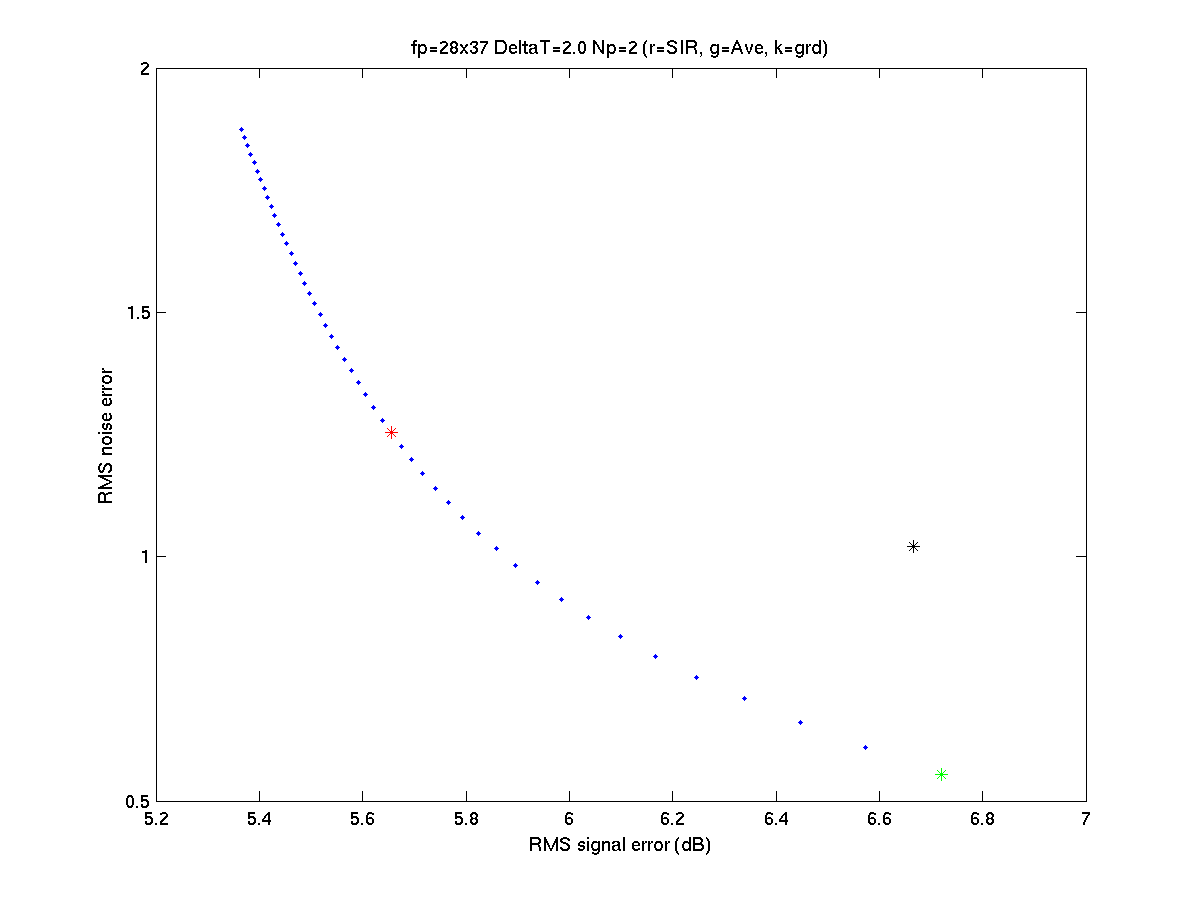 fp=28x37 DeltaT=2.0 Np=2 (r=SIR, g=Ave, k=grd)
2
1.5
1
0.5
RMS noise error
5.2 5.4 5.6 5.8 6 6.2 6.4 6.6 6.8 7
RMS signal error (dB)